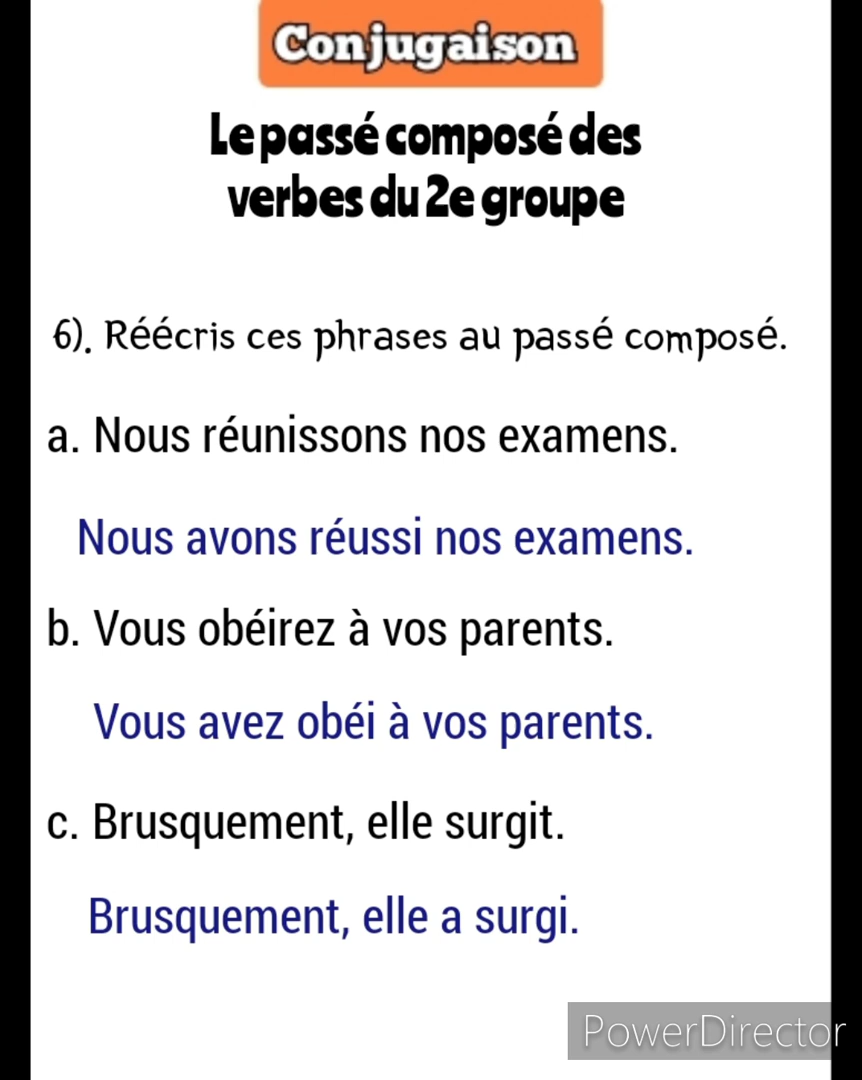 Conjugaison
Le passé composé des
verbes du 2e groupe
6). Réécris ces phrases au passé composé.
a. Nous réunissons nos examens.
Nous avons réussi nos examens.
b. Vous obéirez à vos parents.
Vous avez obéi à vos parents.
c. Brusquement, elle surgit.
Brusquement, elle a surgi.
PowerDirector